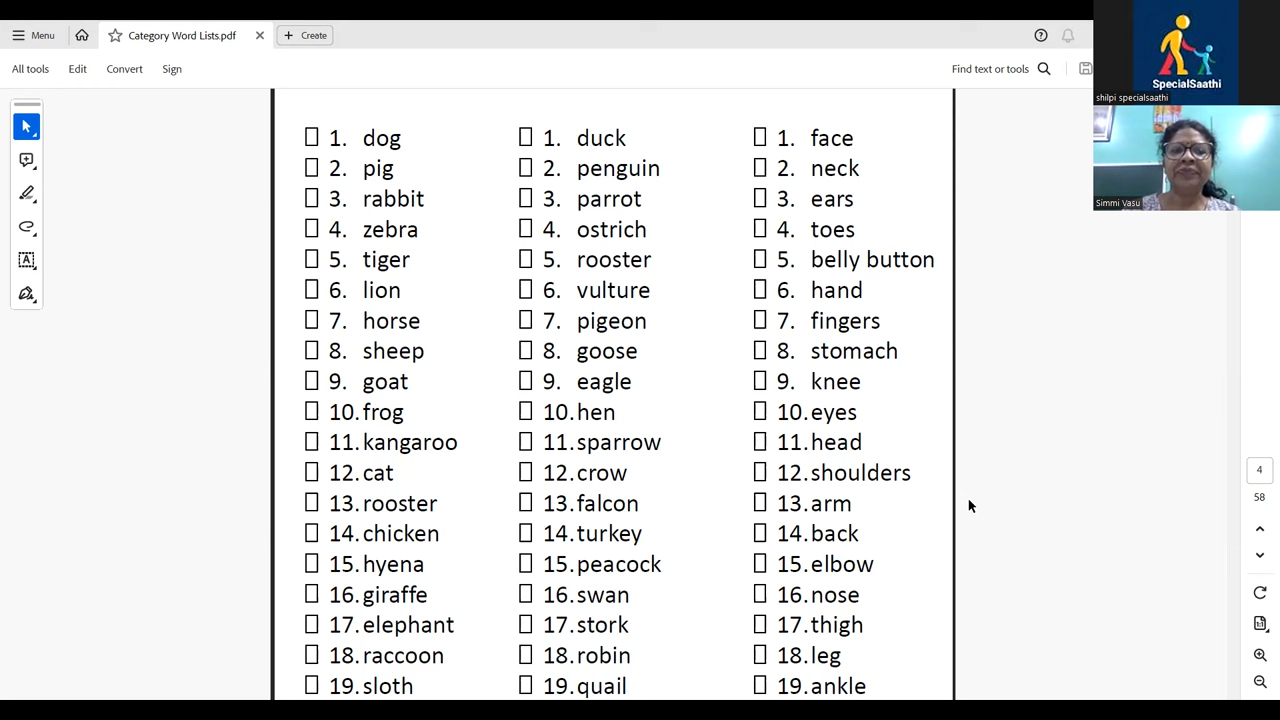 Menu
Category Word Lists.pdf
Create
All tools
Edit
Convert
Sign
Find text or tools
SpecialSaathi
shilpi specialsaathi
Simmi Vasu
1. dog
2. pig
3. rabbit
4. zebra
5. tiger
6. lion
7. horse
8. sheep
9. goat
10. frog
11. kangaroo
12. cat
13. rooster
14. chicken
15. hyena
16. giraffe
17. elephant
18. raccoon
19. sloth
1. duck
2. penguin
3. parrot
4. ostrich
5. rooster
6. vulture
7. pigeon
8. goose
9. eagle
10. hen
11. sparrow
12. crow
13. falcon
14. turkey
15. peacock
16. swan
17. stork
18. robin
19. quail
1. face
2. neck
3. ears
4. toes
5. belly button
6. hand
7. fingers
8. stomach
9. knee
10. eyes
11. head
12. shoulders
13. arm
14. back
15. elbow
16. nose
17. thigh
18. leg
19. ankle
4
58